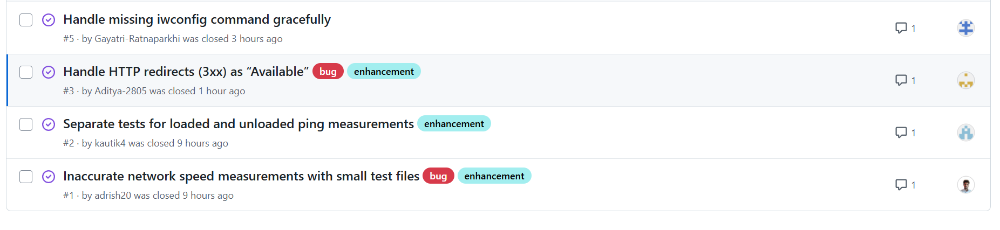 Handle missing iwconfig command gracefully
#5 · by Gayatri-Ratnaparkhi was closed 3 hours ago
1
Handle HTTP redirects (3xx) as “Available” bug enhancement
#3 · by Aditya-2805 was closed 1 hour ago
1
Separate tests for loaded and unloaded ping measurements enhancement
#2 · by kautik4 was closed 9 hours ago
1
Inaccurate network speed measurements with small test files bug enhancement
#1 · by adrish20 was closed 9 hours ago
1